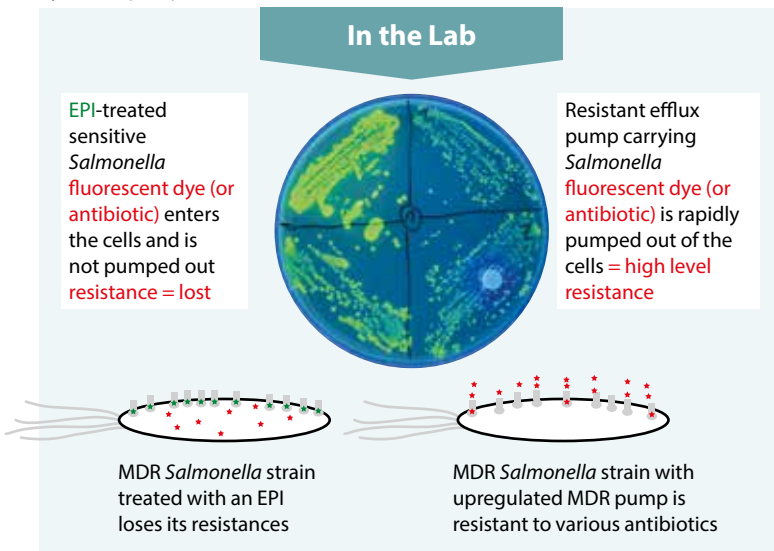 In the Lab
EPI-treated
sensitive
Salmonella
fluorescent dye (or
antibiotic) enters
the cells and is
not pumped out
resistance = lost
Resistant efflux
pump carrying
Salmonella
fluorescent dye (or
antibiotic) is rapidly
pumped out of the
cells = high level
resistance
MDR Salmonella strain
treated with an EPI
loses its resistances
MDR Salmonella strain with
upregulated MDR pump is
resistant to various antibiotics